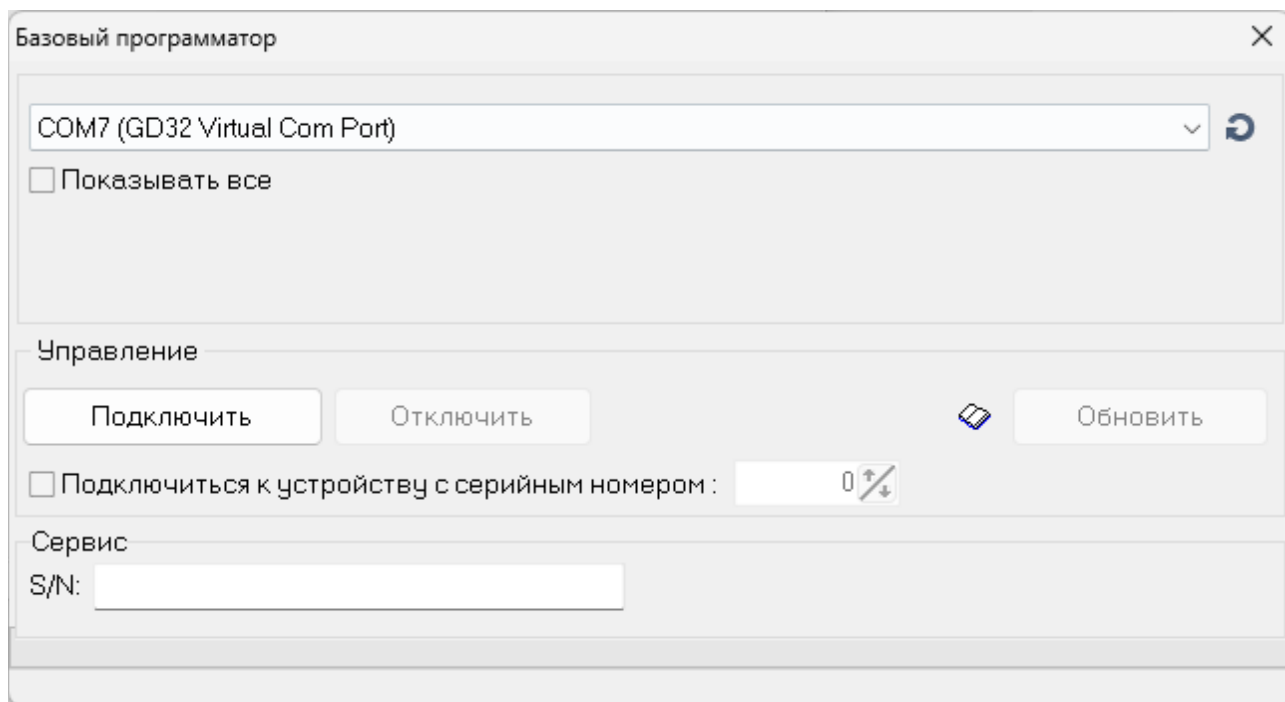 Базовый программатор
COM7 (GD32 Virtual Com Port)
Показывать все
Управление
Подключить
Отключить
Обновить
Подключиться к устройству с серийным номером :
0
Сервис
S/N: